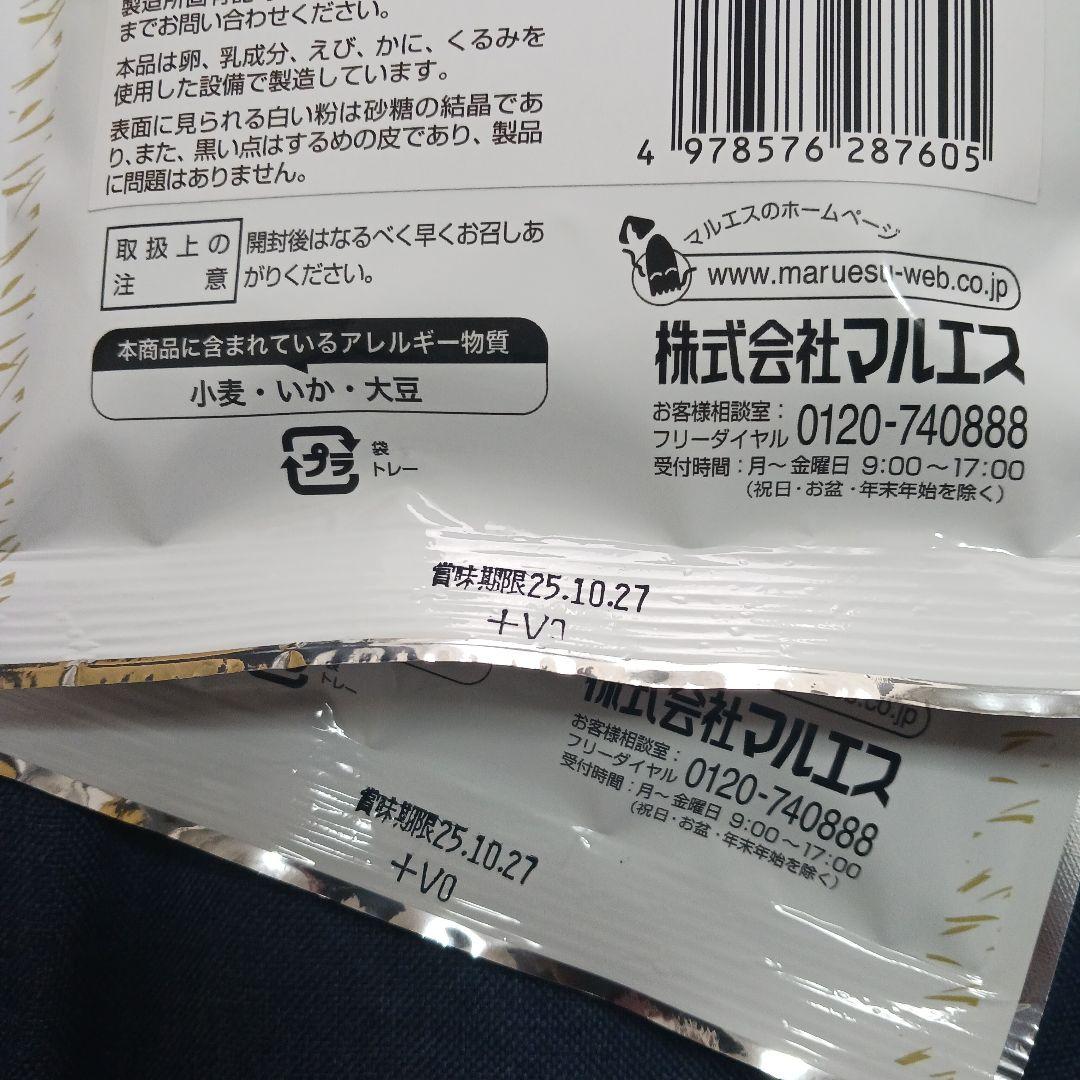 までお問い合わせください。
本品は卵、乳成分、えび、かに、くるみを
使用した設備で製造しています。
表面に見られる白い粉は砂糖の結晶であ
り、また、黒い点はするめの皮であり、製品
に問題はありません。
4 978576 287605
取扱上の
注意
開封後はなるべく早くお召しあ
がりください。
マルエスのホームページ
www.maruesu-web.co.jp
本商品に含まれているアレルギー物質
小麦・いか・大豆
株式会社マルエス
お客様相談室：
フリーダイヤル 0120-740888
受付時間：月～金曜日 9:00～17:00
（祝日・お盆・年末年始を除く）
プラ
袋
トレー
賞味期限25.10.27
トレー
co.jp
株式会社マルエス
お客様相談室：
フリーダイヤル 0120-740888
受付時間：月～金曜日 9:00～17:00
（祝日・お盆・年末年始を除く）
賞味期限25.10.27
+V0